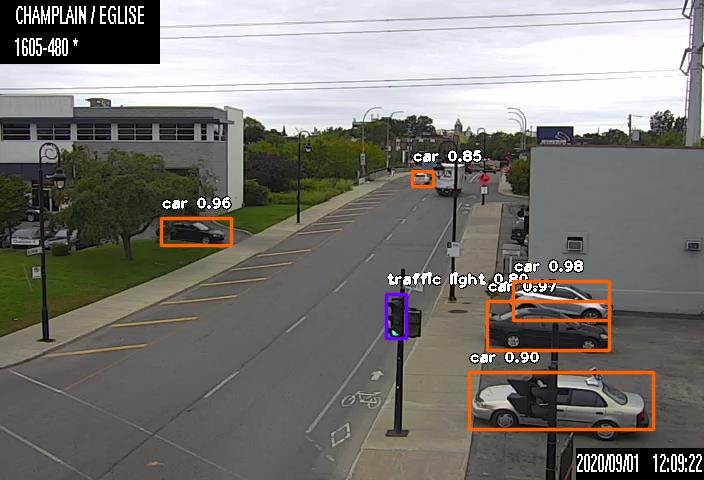 CHAMPLAIN / EGLISE
1605-480 *
car 0.85
car 0.96
car 0.98
traffic light 0.80
car 0.97
car 0.90
2020/09/01 12:09:22